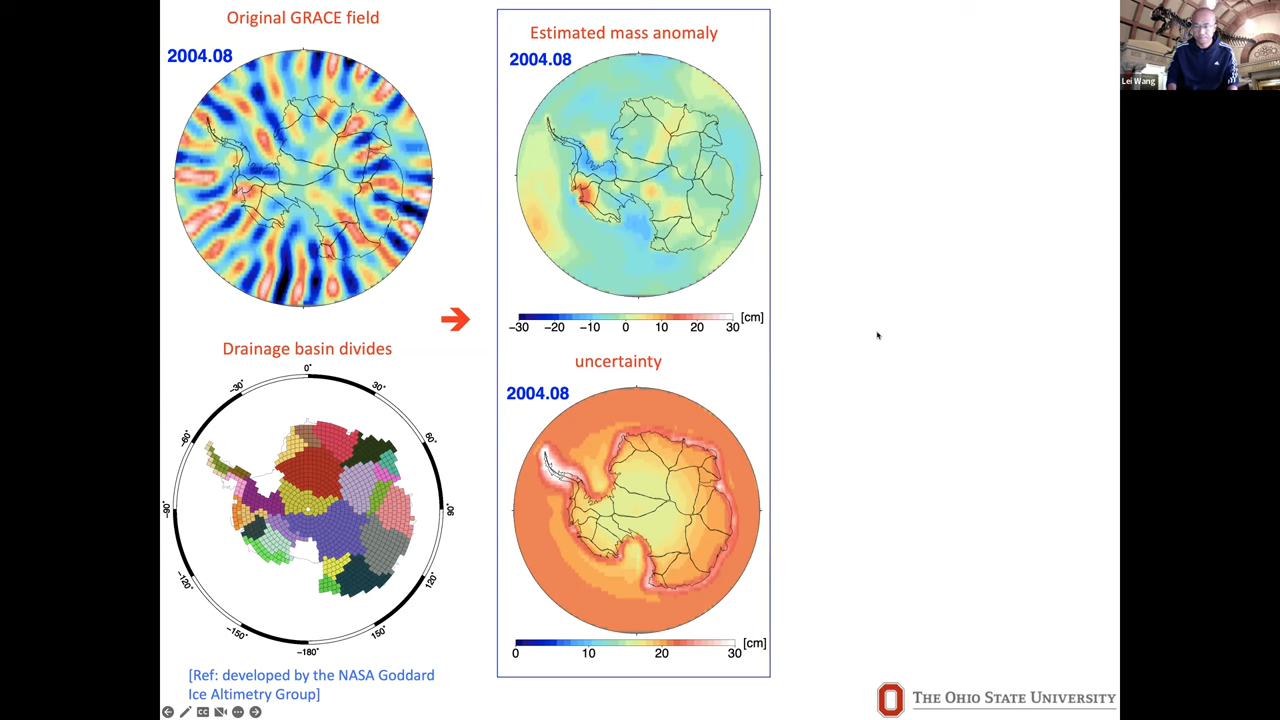 Original GRACE field
2004.08
Estimated mass anomaly
2004.08
−30 −20 −10 0 10 20 30 [cm]
Drainage basin divides
0°
30°
60°
90°
120°
150°
−180°
−150°
−120°
−90°
−60°
−30°
uncertainty
2004.08
0 10 20 30 [cm]
[Ref: developed by the NASA Goddard
Ice Altimetry Group]
Lei Wang
THE OHIO STATE UNIVERSITY
CC